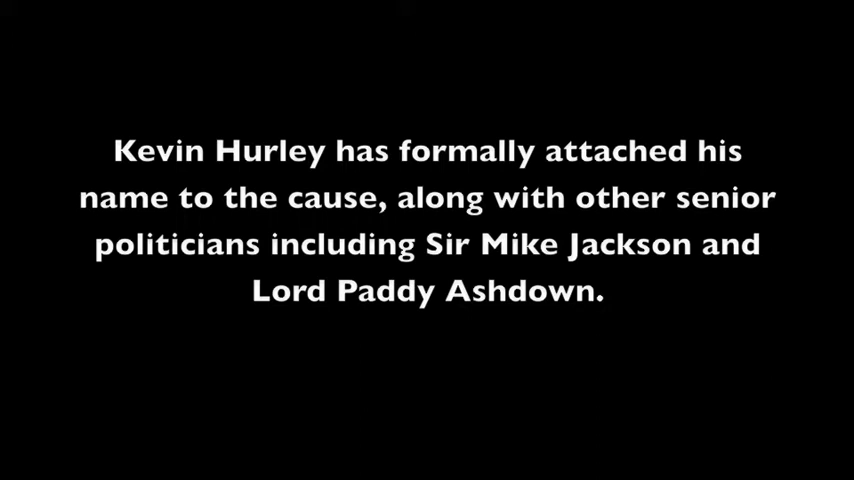 Kevin Hurley has formally attached his
name to the cause, along with other senior
politicians including Sir Mike Jackson and
Lord Paddy Ashdown.